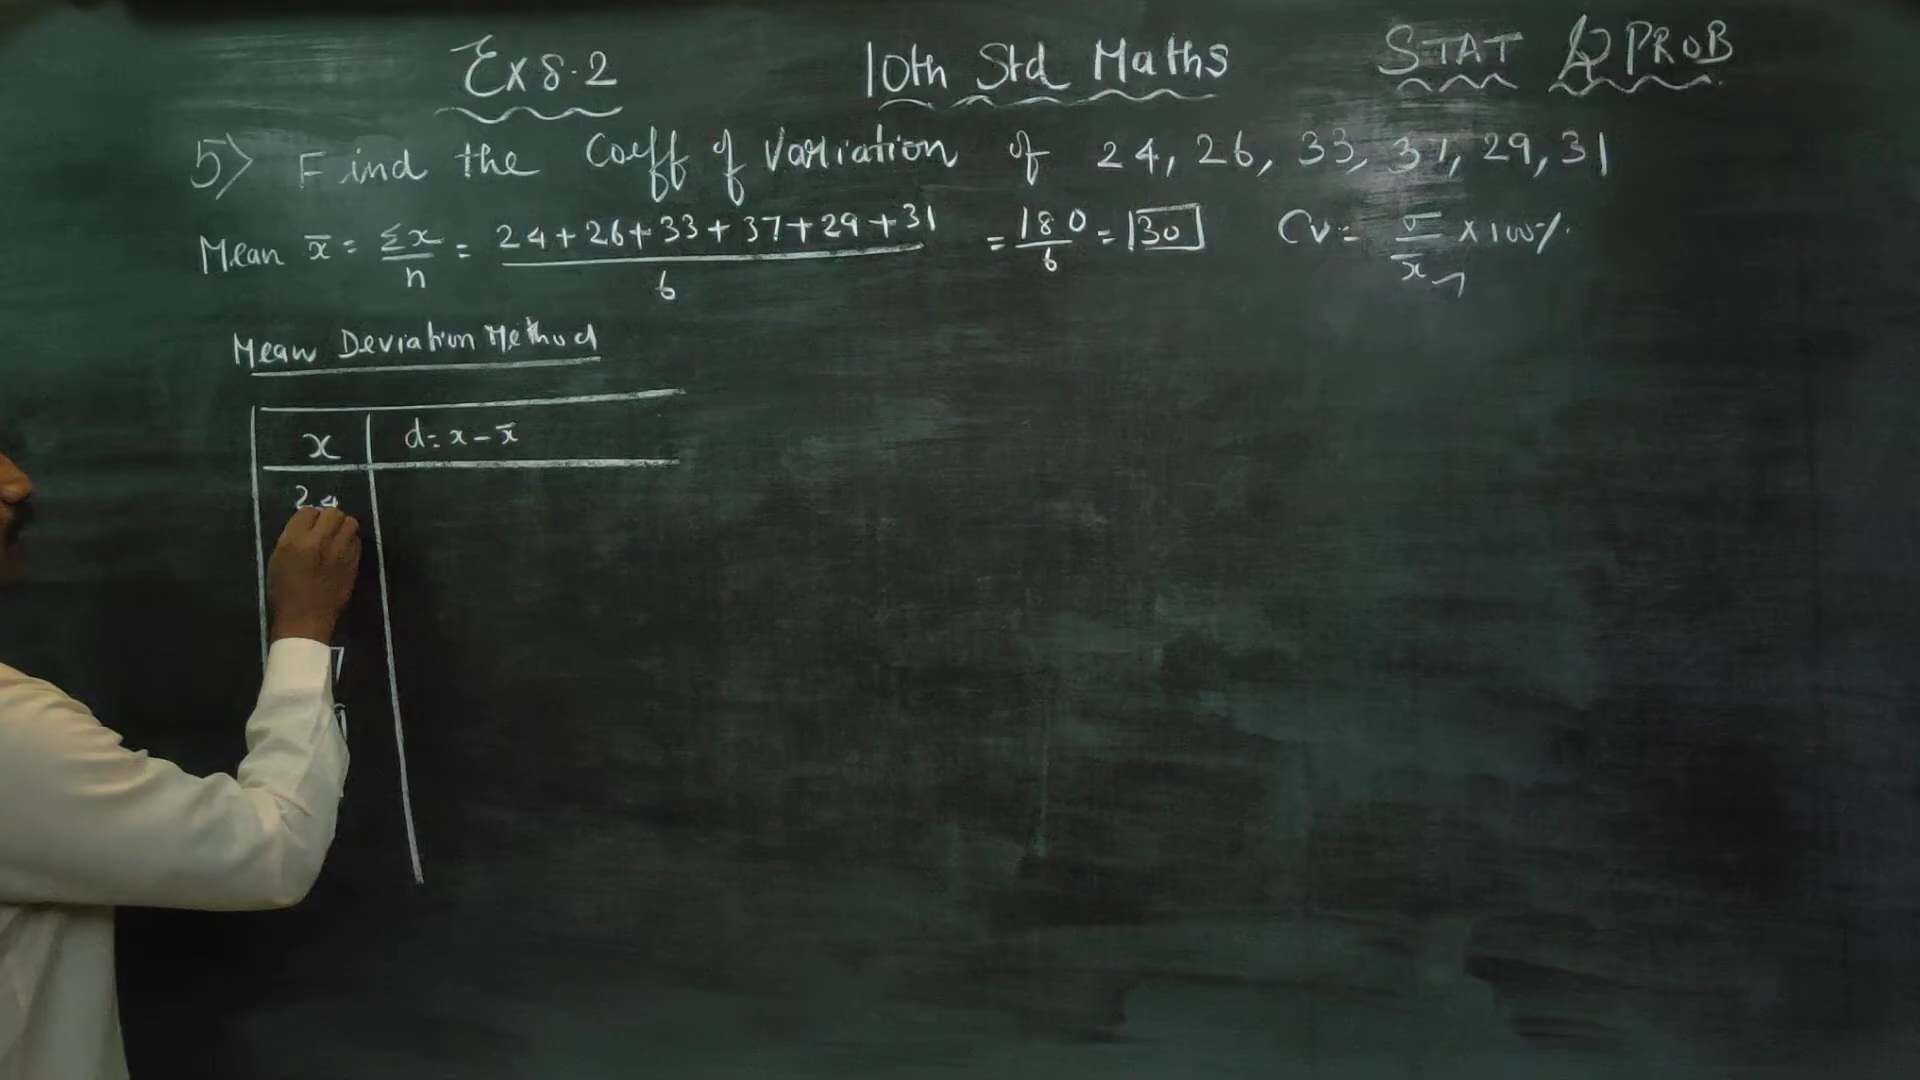 Ex 8.2 10th Std Maths STAT & PROB
5) Find the Coeff of Variation of 24, 26, 33, 37, 29, 31
Mean x̄ = Σx/n = 24+26+33+37+29+31/6 = 180/6 = 30 CV = σ/x̄ × 100%
Mean Deviation Method
x d = x - x̄
24